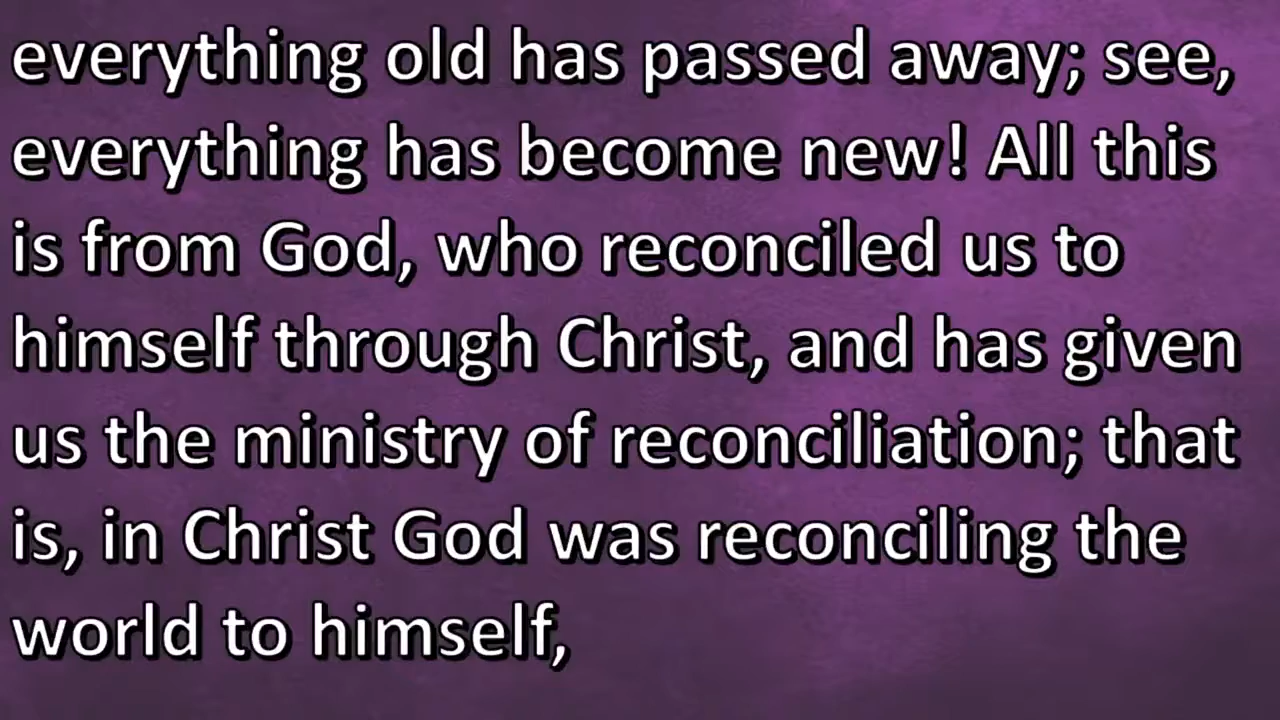 everything old has passed away; see,
everything has become new! All this
is from God, who reconciled us to
himself through Christ, and has given
us the ministry of reconciliation; that
is, in Christ God was reconciling the
world to himself,